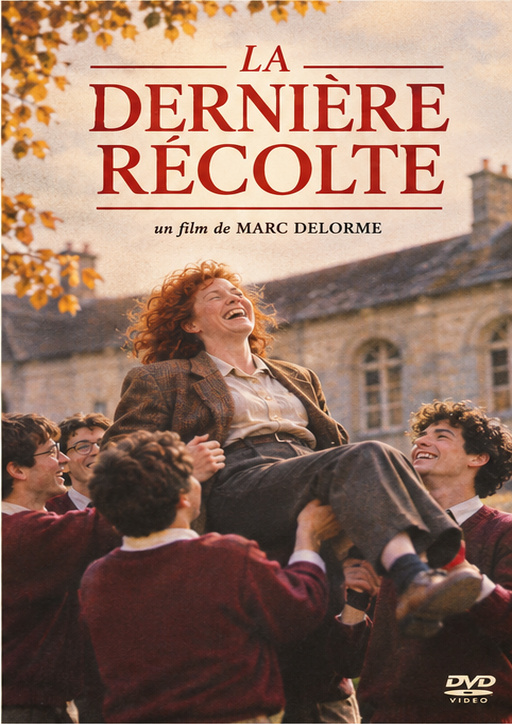 LA
DERNIÈRE
RÉCOLTE
un film de MARC DELORME
DVD
VIDEO